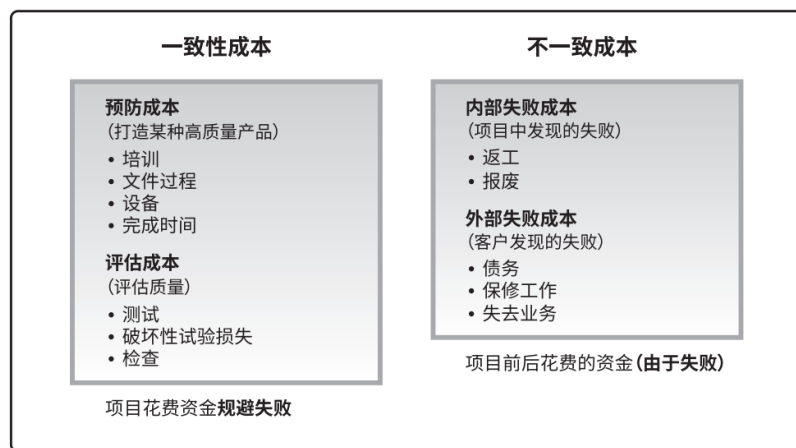 一致性成本
预防成本
(打造某种高质量产品)
• 培训
• 文件过程
• 设备
• 完成时间
评估成本
(评估质量)
• 测试
• 破坏性试验损失
• 检查
项目花费资金规避失败
不一致成本
内部失败成本
(项目中发现的失败)
• 返工
• 报废
外部失败成本
(客户发现的失败)
• 债务
• 保修工作
• 失去业务
项目前后花费的资金(由于失败)